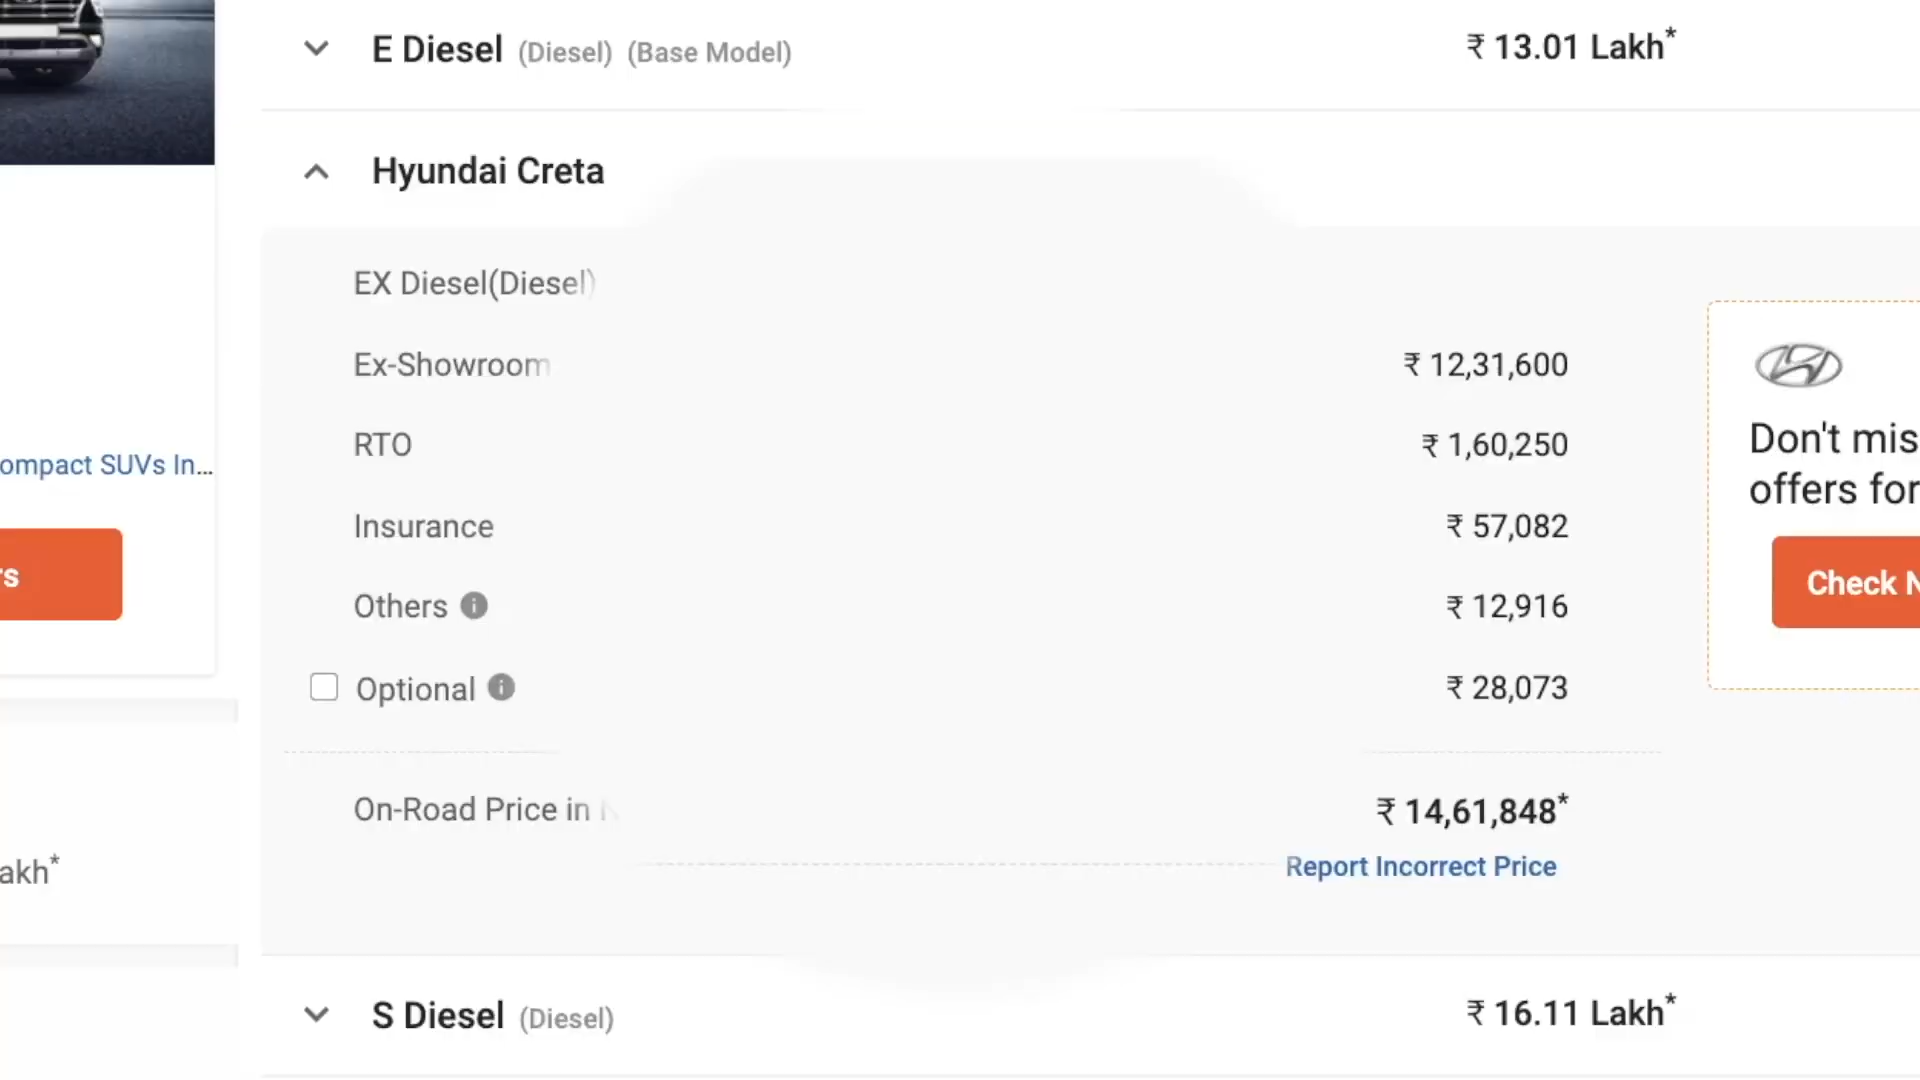 E Diesel (Diesel) (Base Model) ₹ 13.01 Lakh*
Hyundai Creta
EX Diesel(Diesel)
Ex-Showroom ₹ 12,31,600
RTO ₹ 1,60,250
Insurance ₹ 57,082
Others ₹ 12,916
Optional ₹ 28,073
On-Road Price in
₹ 14,61,848*
Report Incorrect Price
S Diesel (Diesel) ₹ 16.11 Lakh*
ompact SUVs In...
rs
akh*
Don't mis
offers for
Check N